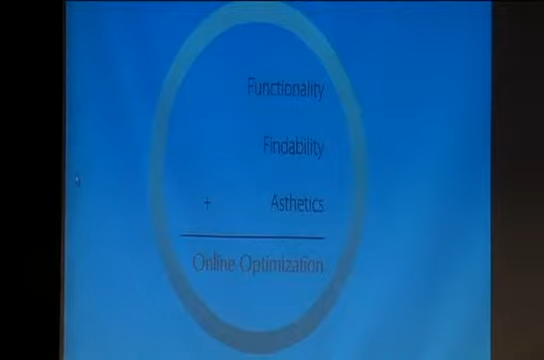 Functionality
Findability
+ Asthetics
Online Optimization